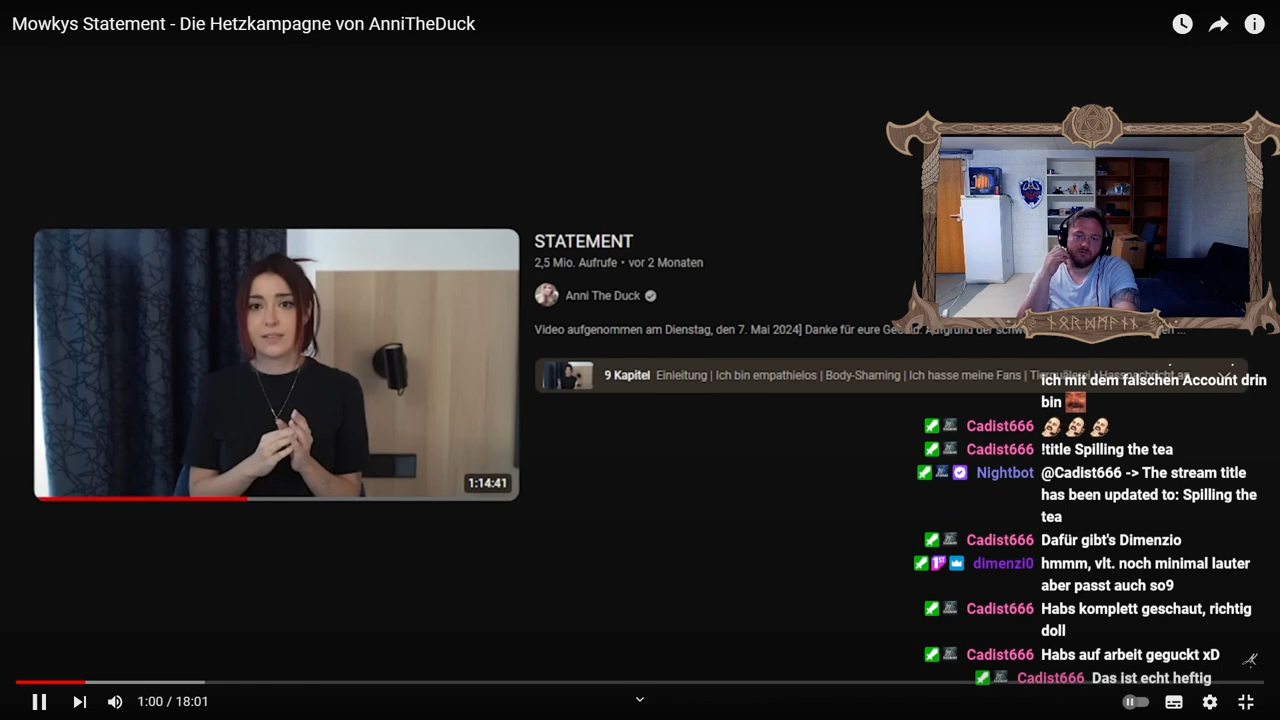 Mowkys Statement - Die Hetzkampagne von AnniTheDuck
STATEMENT
2,5 Mio. Aufrufe • vor 2 Monaten
Anni The Duck
Video aufgenommen am Dienstag, den 7. Mai 2024] Danke für eure
9 Kapitel Einleitung | Ich bin empathielos | Body-Shaming | Ich hasse meine Fans |
1:14:41
Ich mit dem falschen Account drin
bin
Cadist666
Cadist666 !title Spilling the tea
Nightbot @Cadist666 -> The stream title
has been updated to: Spilling the
tea
Cadist666 Dafür gibt's Dimenzio
dimenzi0 hmmm, vlt. noch minimal lauter
aber passt auch so9
Cadist666 Habs komplett geschaut, richtig
doll
Cadist666 Habs auf arbeit geguckt xD
Cadist666 Das ist echt heftig
1:00 / 18:01